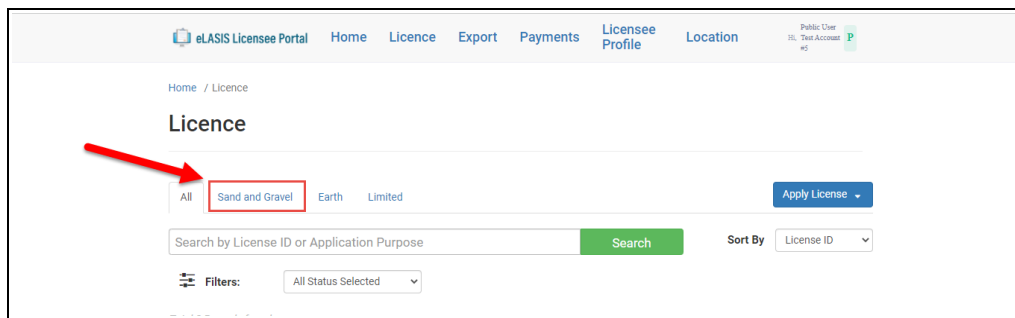 eLASIS Licensee Portal Home Licence Export Payments Licensee Profile Location Public User Hi, Test Account #5 P
Home / Licence
Licence
All Sand and Gravel Earth Limited Apply License
Search by License ID or Application Purpose Search Sort By License ID
Filters: All Status Selected